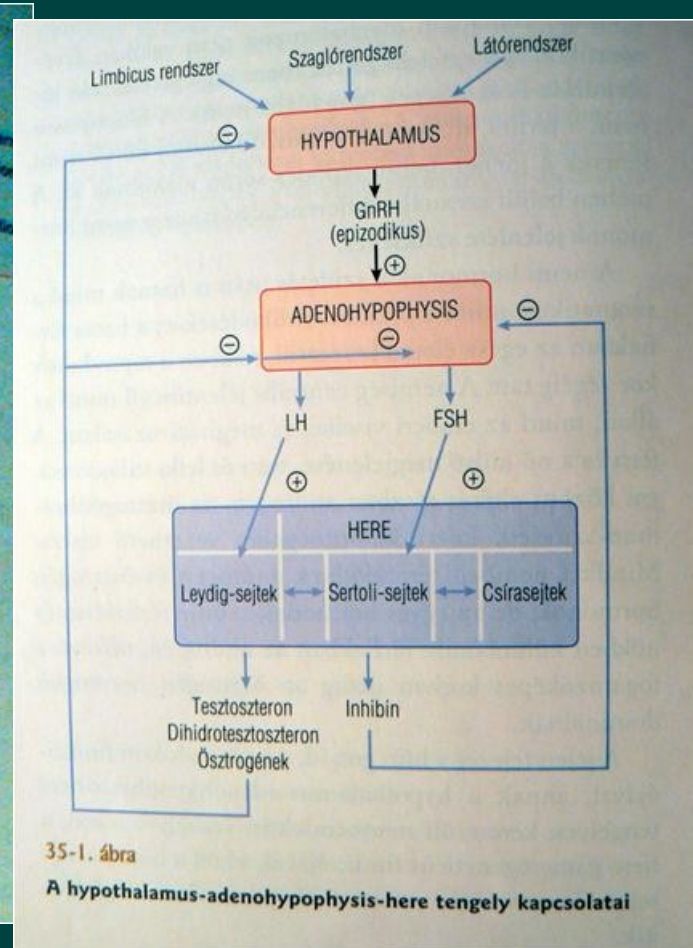 Limbicus rendszer
Szaglórendszer
Látórendszer
⊖
HYPOTHALAMUS
GnRH
(epizodikus)
⊕
ADENOHYPOPHYSIS
⊖
⊖
⊖
LH
FSH
⊕
⊕
HERE
Leydig-sejtek
Sertoli-sejtek
Csírasejtek
Tesztoszteron
Dihidrotesztoszteron
Ösztrogének
Inhibin
35-1. ábra
A hypothalamus-adenohypophysis-here tengely kapcsolatai